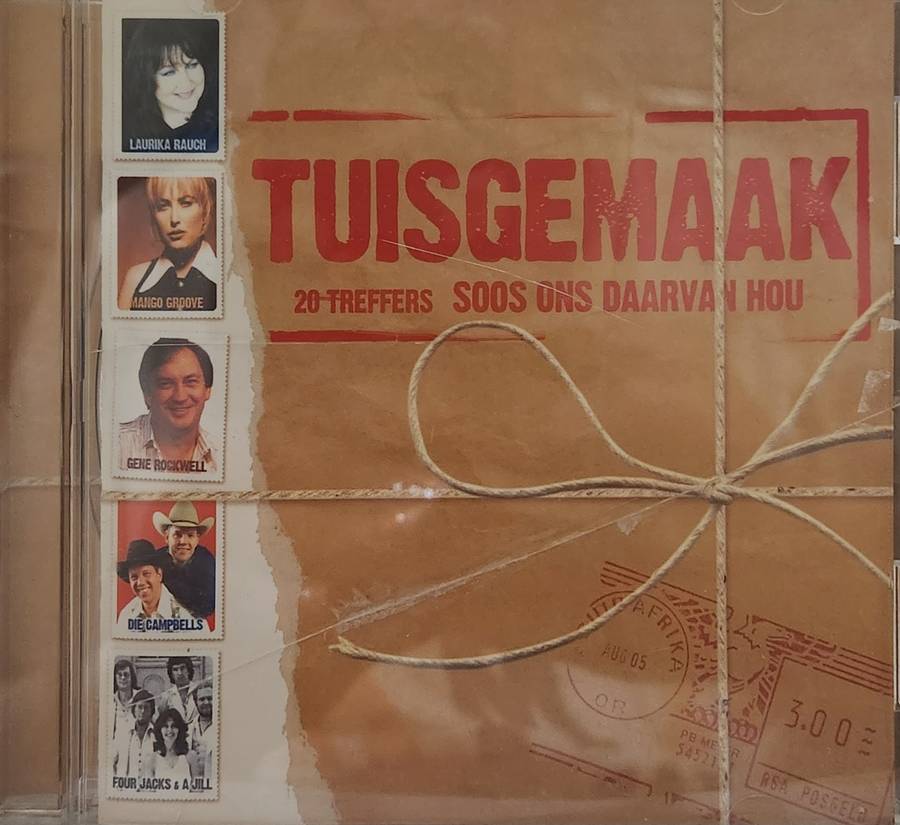 LAURIKA RAUCH
MANGO GROOVE
GENE ROCKWELL
DIE CAMPBELLS
FOUR JACKS & A JILL
TUISGEMAAK
20 TREFFERS SOOS ONS DAARVAN HOU
AFRIKA
AUG 05
OR
3.00
RSA POSGELD